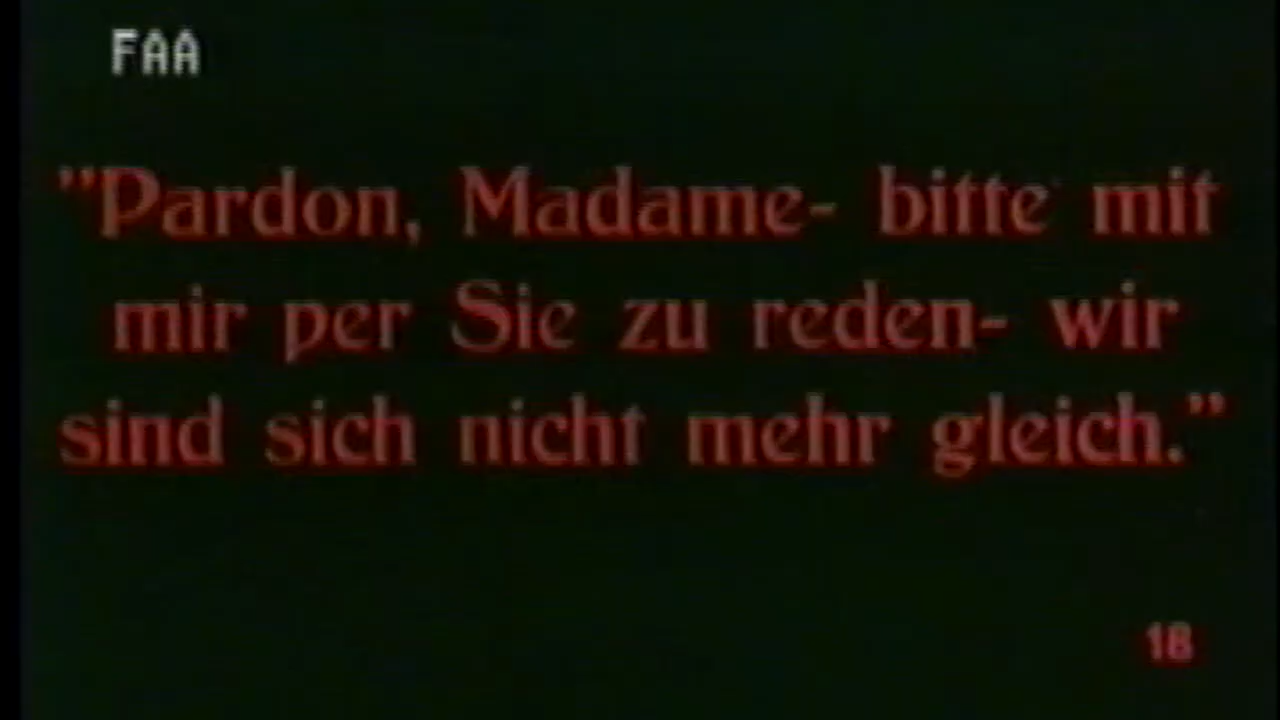 FAA
"Pardon, Madame- bitte mit
mir per Sie zu reden- wir
sind sich nicht mehr gleich."
18